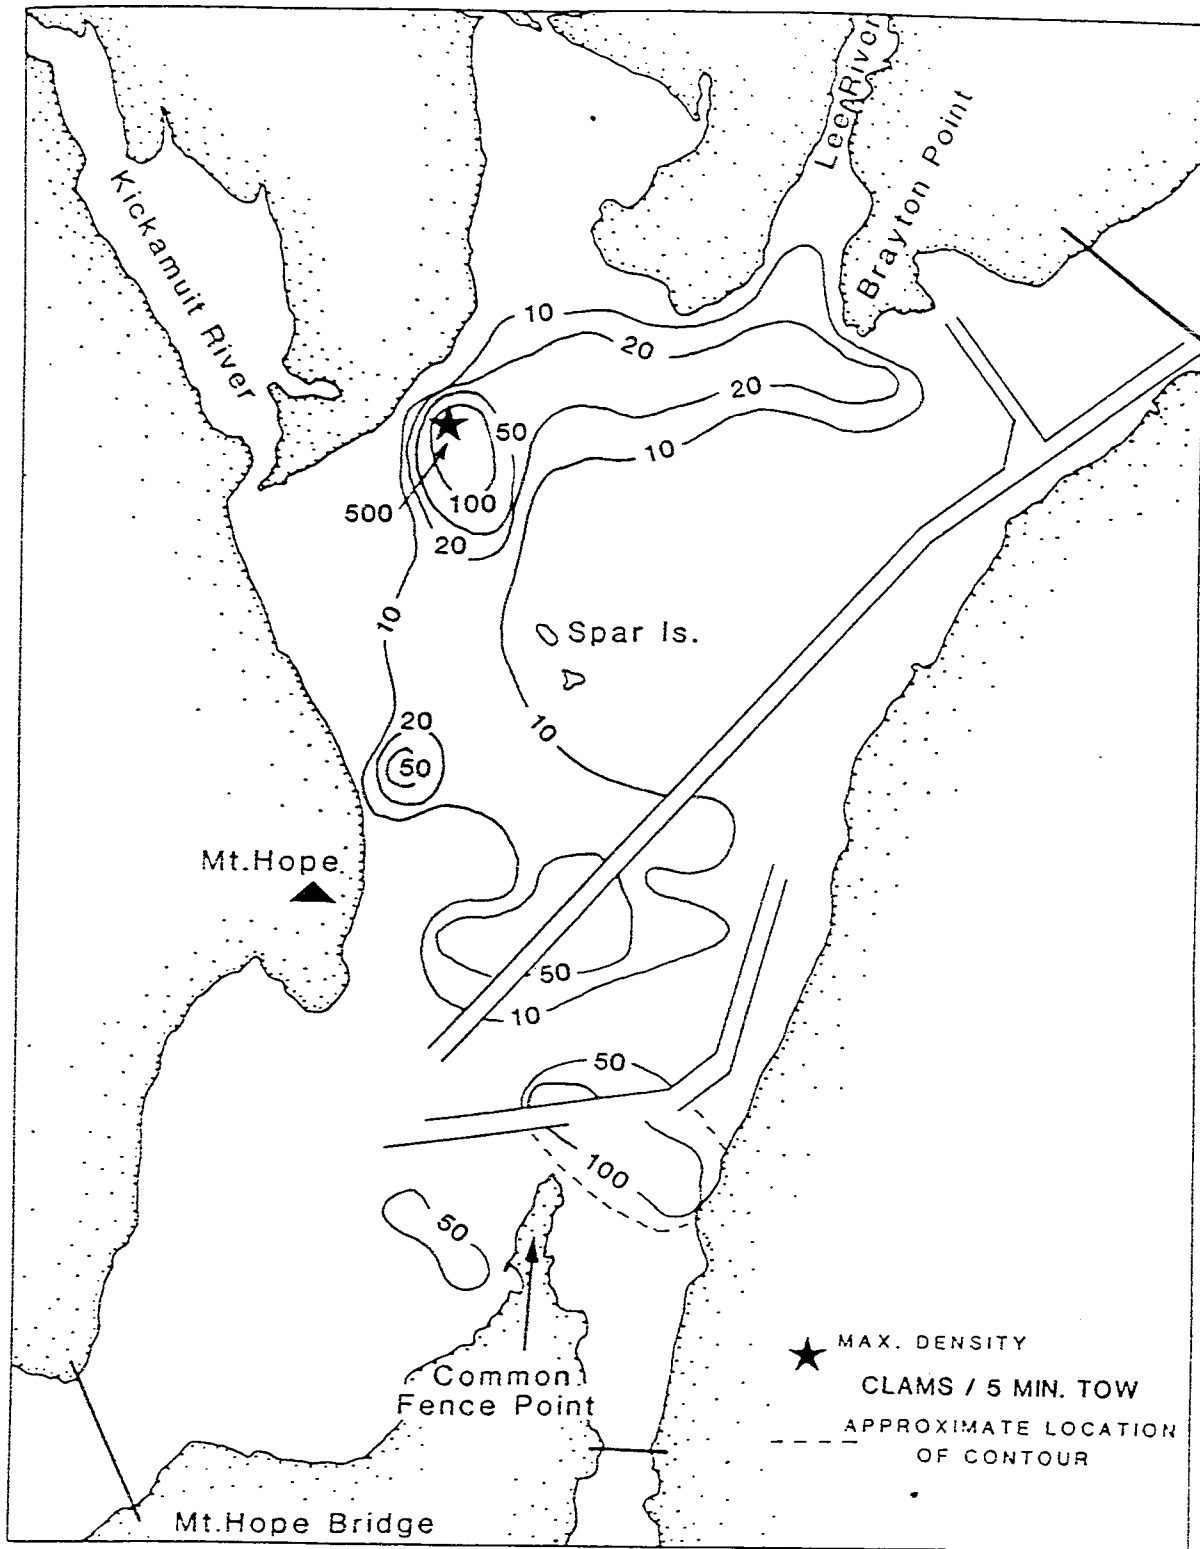 Lee River
Brayton Point
Kickamuit River
10
20
20
50
10
500
100
20
10
Spar Is.
10
20
50
Mt.Hope
50
10
50
100
50
Common
Fence Point
MAX. DENSITY
CLAMS / 5 MIN. TOW
APPROXIMATE LOCATION
OF CONTOUR
Mt.Hope Bridge